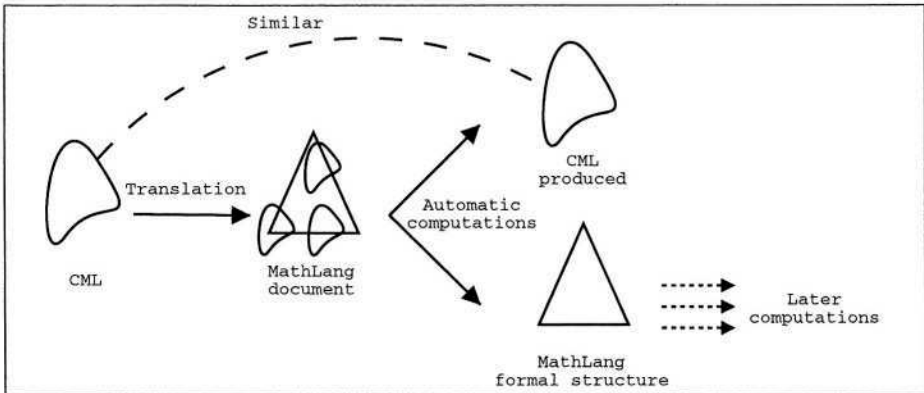 Similar
CML
produced
Translation
Automatic
computations
CML
MathLang
document
Later
computations
MathLang
formal structure